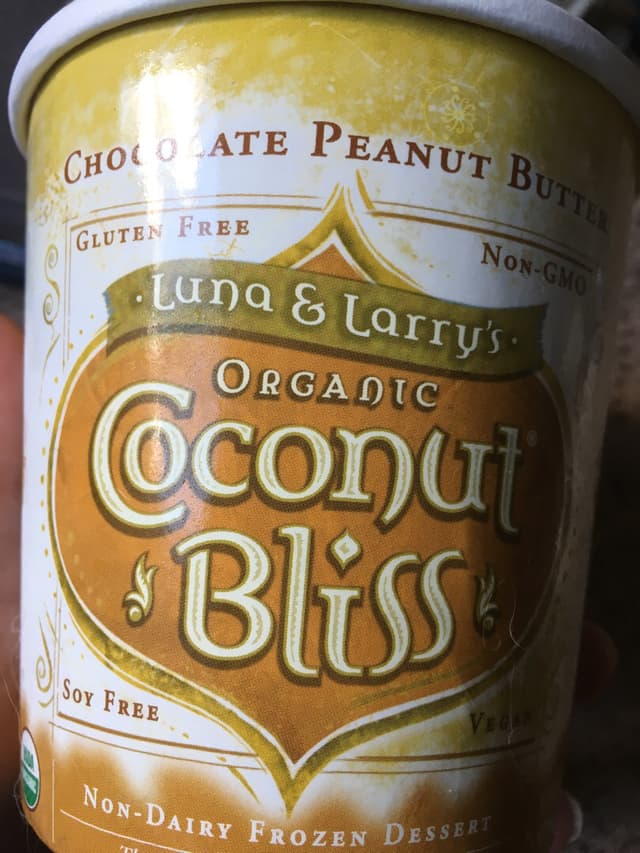 Chocolate Peanut Butter
Gluten Free
Non-GMO
·Luna & Larry's·
Organic
Coconut®
Bliss
Soy Free
Vegan
USDA
Non-Dairy Frozen Dessert